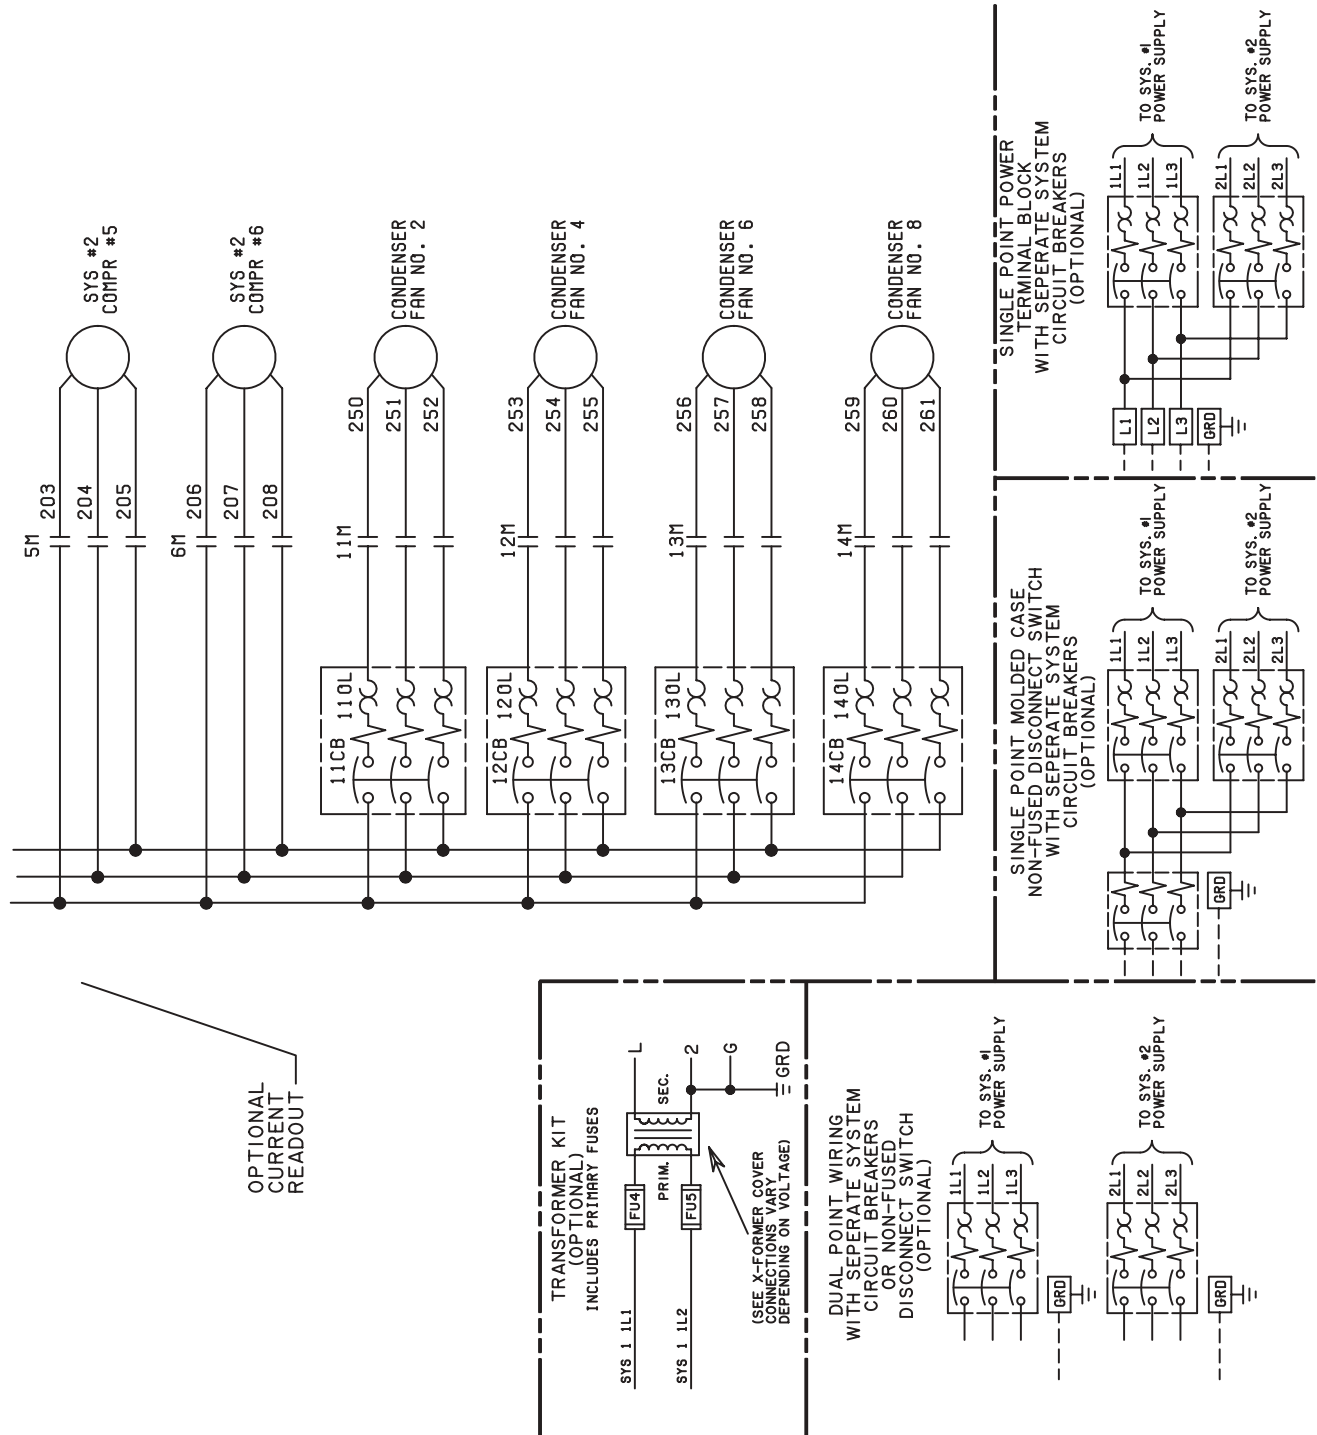 5M
203
204
205
SYS #2
COMPR #5
6M
206
207
208
SYS #2
COMPR #6
11CB
11OL
11M
250
251
252
CONDENSER
FAN NO. 2
12CB
12OL
12M
253
254
255
CONDENSER
FAN NO. 4
13CB
13OL
13M
256
257
258
CONDENSER
FAN NO. 6
14CB
14OL
14M
259
260
261
CONDENSER
FAN NO. 8
OPTIONAL
CURRENT
READOUT
TRANSFORMER KIT
(OPTIONAL)
INCLUDES PRIMARY FUSES
SYS 1 1L1
FU4
L
SYS 1 1L2
FU5
2
PRIM.
SEC.
G
GRD
(SEE X-FORMER COVER
CONNECTIONS VARY
DEPENDING ON VOLTAGE)
DUAL POINT WIRING
WITH SEPERATE SYSTEM
CIRCUIT BREAKERS
OR NON-FUSED
DISCONNECT SWITCH
(OPTIONAL)
1L1
1L2
1L3
TO SYS. #1
POWER SUPPLY
GRD
2L1
2L2
2L3
TO SYS. #2
POWER SUPPLY
GRD
SINGLE POINT MOLDED CASE
NON-FUSED DISCONNECT SWITCH
WITH SEPERATE SYSTEM
CIRCUIT BREAKERS
(OPTIONAL)
1L1
1L2
1L3
TO SYS. #1
POWER SUPPLY
GRD
2L1
2L2
2L3
TO SYS. #2
POWER SUPPLY
SINGLE POINT POWER
TERMINAL BLOCK
WITH SEPERATE SYSTEM
CIRCUIT BREAKERS
(OPTIONAL)
L1
L2
L3
GRD
1L1
1L2
1L3
TO SYS. #1
POWER SUPPLY
2L1
2L2
2L3
TO SYS. #2
POWER SUPPLY